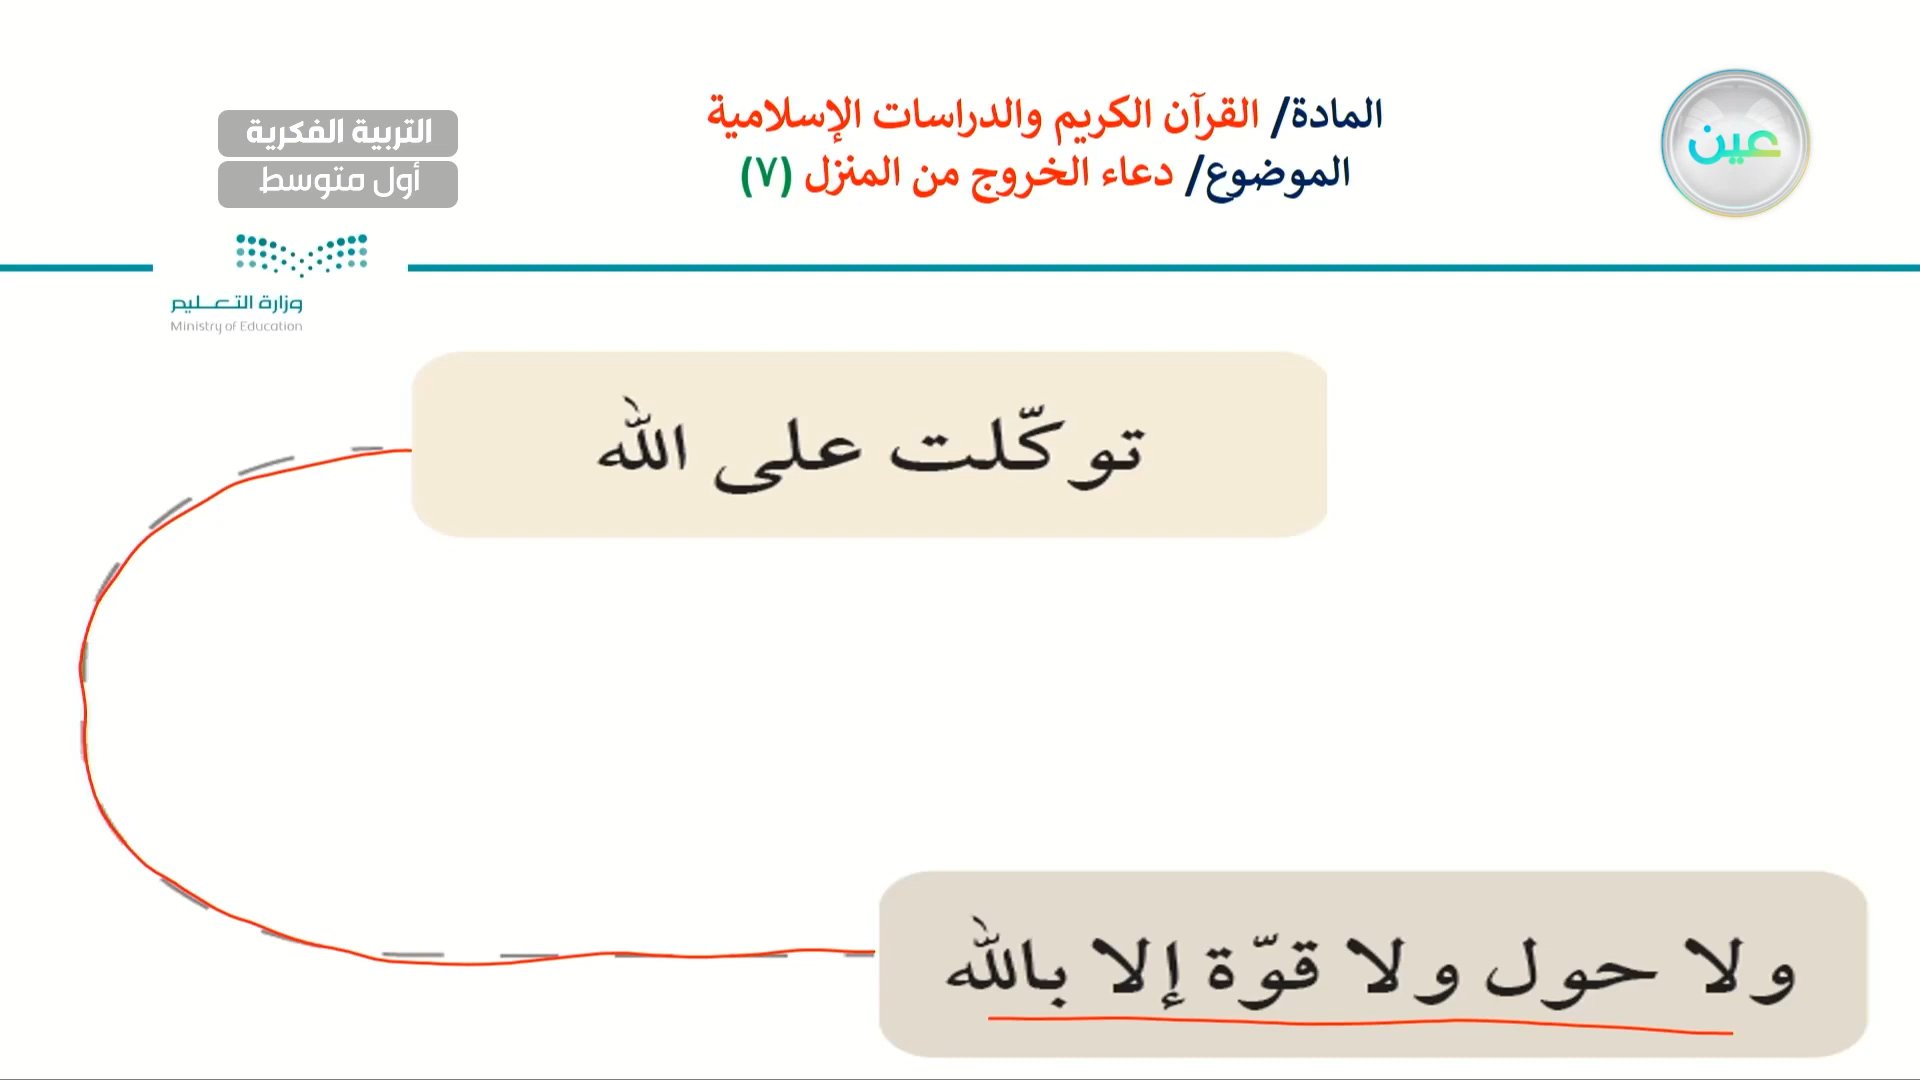 المادة/ القرآن الكريم والدراسات الإسلامية
الموضوع/ دعاء الخروج من المنزل (٧)
عين
التربية الفكرية
أول متوسط
وزارة التعليم
Ministry of Education
توكّلت على الله
ولا حول ولا قوّة إلا بالله